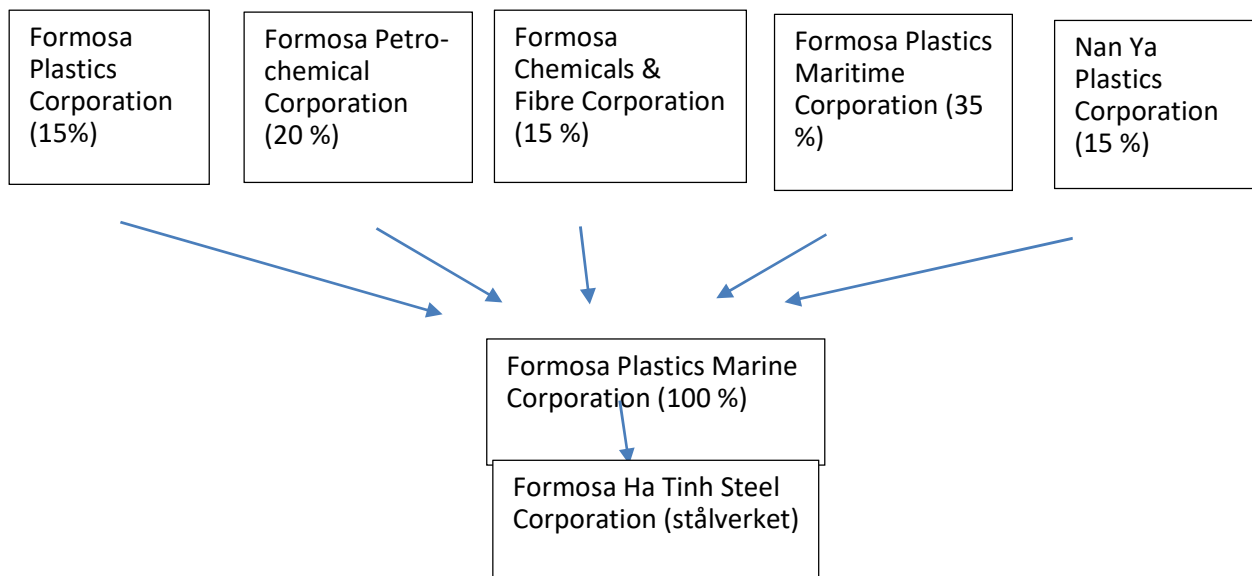 Formosa
Plastics
Corporation
(15%)
Formosa Petro-
chemical
Corporation
(20 %)
Formosa
Chemicals &
Fibre Corporation
(15 %)
Formosa Plastics
Maritime
Corporation (35
%)
Nan Ya
Plastics
Corporation
(15 %)
Formosa Plastics Marine
Corporation (100 %)
Formosa Ha Tinh Steel
Corporation (stålverket)